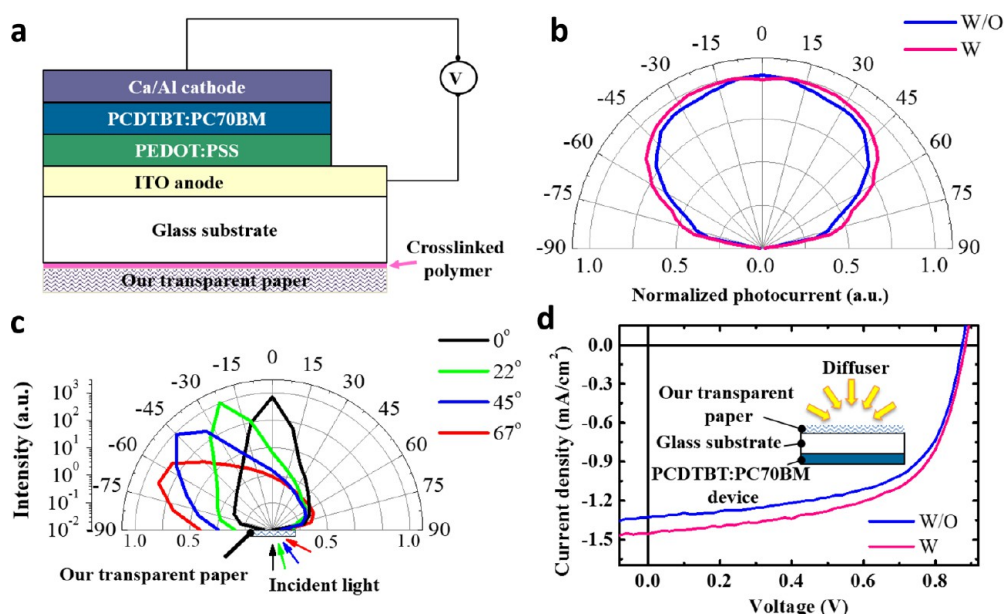 a
V
Ca/Al cathode
PCDTBT:PC70BM
PEDOT:PSS
ITO anode
Glass substrate
Crosslinked
polymer
Our transparent paper
b
W/O
W
-90 -75 -60 -45 -30 -15 0 15 30 45 60 75 90
1.0 0.5 0.0 0.5 1.0
Normalized photocurrent (a.u.)
c
0°
22°
45°
67°
Intensity (a.u.)
10³
10²
10¹
10⁰
10⁻¹
10⁻²
-90 -75 -60 -45 -30 -15 0 15 30 45 60 75 90
0.5 0.5 1.0
Our transparent paper
Incident light
d
Current density (mA/cm²)
0.0
-0.3
-0.6
-0.9
-1.2
-1.5
Diffuser
Our transparent
paper
Glass substrate
PCDTBT:PC70BM
device
W/O
W
0.0 0.2 0.4 0.6 0.8
Voltage (V)